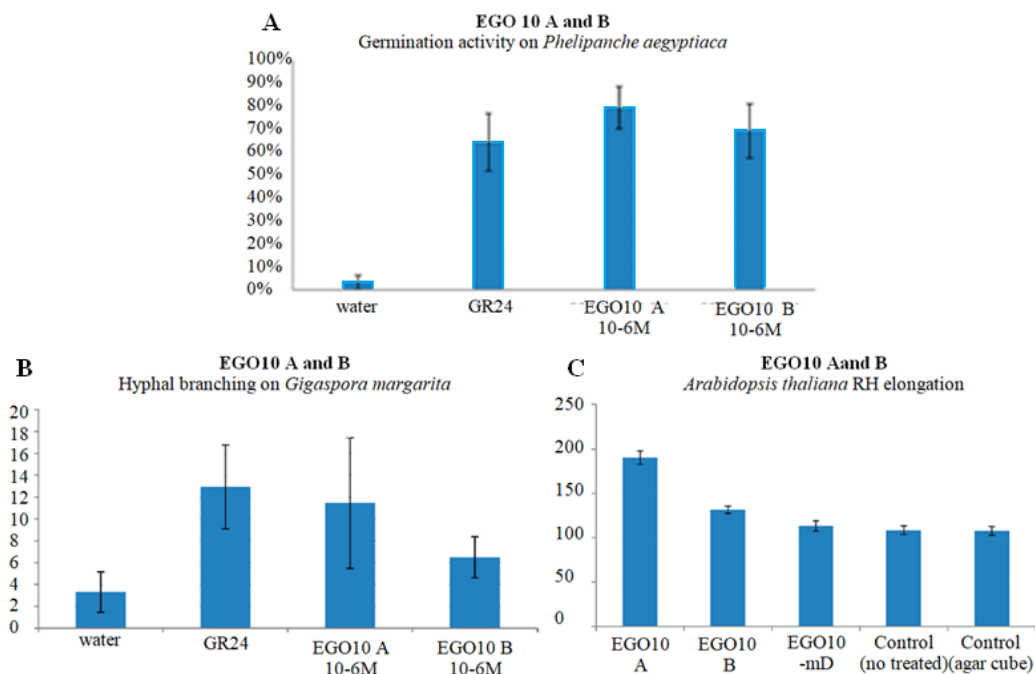 A
EGO 10 A and B
Germination activity on Phelipanche aegyptiaca
100%
90%
80%
70%
60%
50%
40%
30%
20%
10%
0%
water
GR24
EGO10 A
10-6M
EGO10 B
10-6M
B
EGO10 A and B
Hyphal branching on Gigaspora margarita
20
18
16
14
12
10
8
6
4
2
0
water
GR24
EGO10 A
10-6M
EGO10 B
10-6M
C
EGO10 Aand B
Arabidopsis thaliana RH elongation
250
200
150
100
50
0
EGO10
A
EGO10
B
EGO10
-mD
Control
(no treated)
Control
(agar cube)